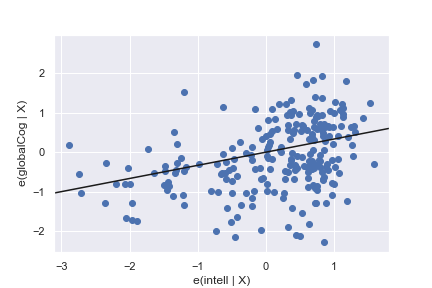 2
1
0
−1
−2
e(globalCog | X)
−3 −2 −1 0 1
e(intell | X)